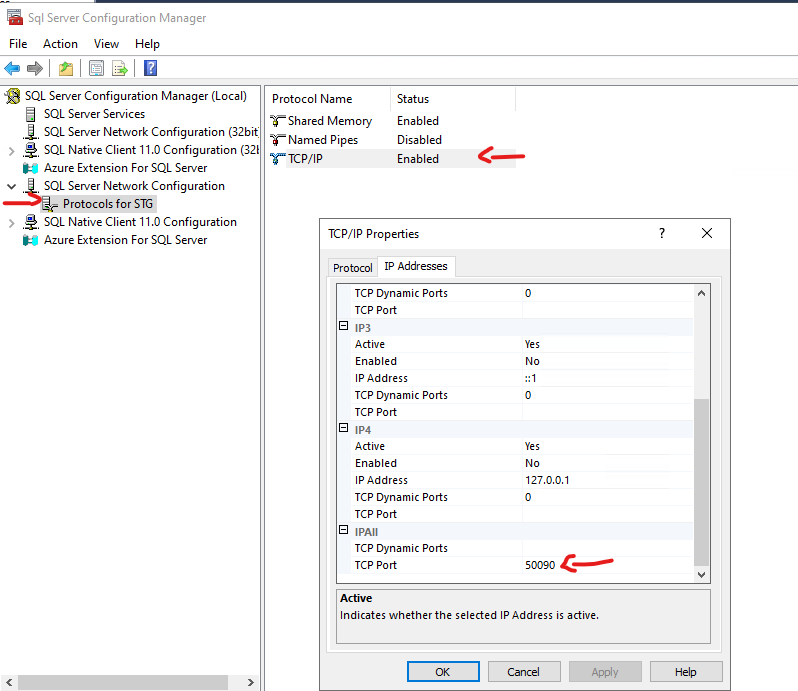 Sql Server Configuration Manager
File Action View Help
SQL Server Configuration Manager (Local)
SQL Server Services
SQL Server Network Configuration (32bit
SQL Native Client 11.0 Configuration (32b
Azure Extension For SQL Server
SQL Server Network Configuration
Protocols for STG
SQL Native Client 11.0 Configuration
Azure Extension For SQL Server
Protocol Name Status
Shared Memory Enabled
Named Pipes Disabled
TCP/IP Enabled
TCP/IP Properties
Protocol IP Addresses
TCP Dynamic Ports 0
TCP Port
IP3
Active Yes
Enabled No
IP Address ::1
TCP Dynamic Ports 0
TCP Port
IP4
Active Yes
Enabled No
IP Address 127.0.0.1
TCP Dynamic Ports 0
TCP Port
IPAll
TCP Dynamic Ports
TCP Port 50090
Active
Indicates whether the selected IP Address is active.
OK Cancel Apply Help